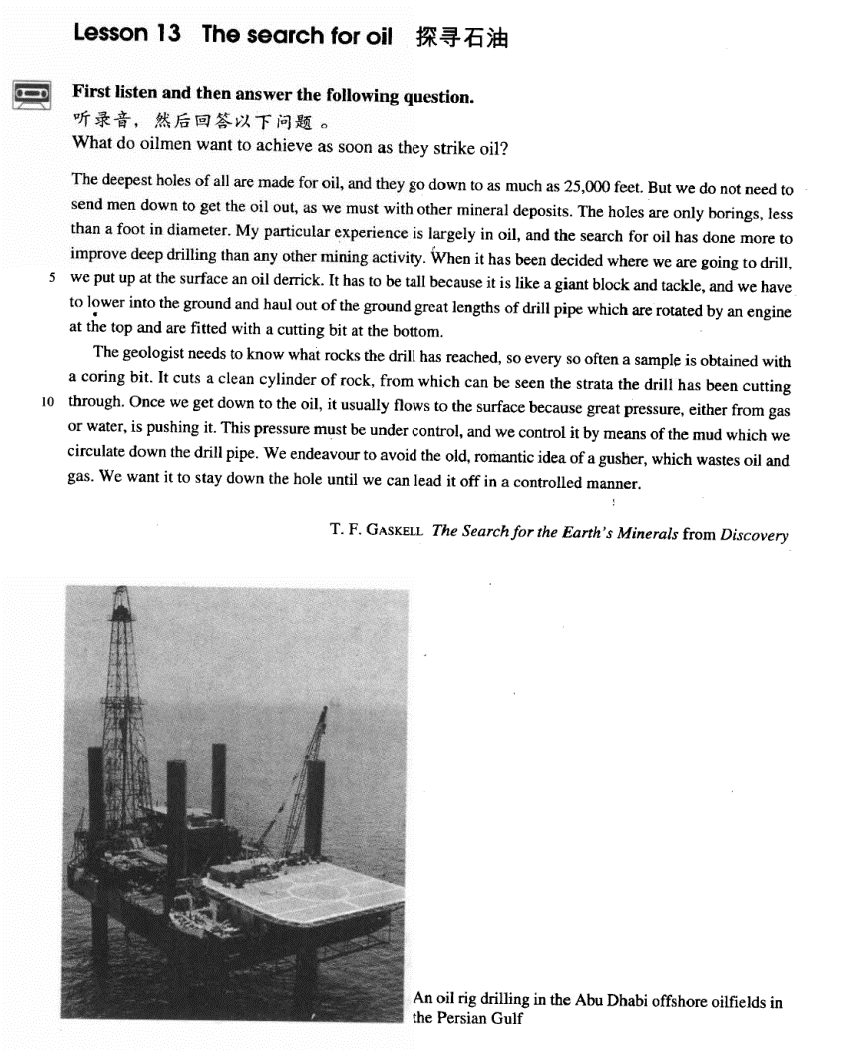 Lesson 13 The search for oil 探寻石油
First listen and then answer the following question.
听录音，然后回答以下问题。
What do oilmen want to achieve as soon as they strike oil?
The deepest holes of all are made for oil, and they go down to as much as 25,000 feet. But we do not need to
send men down to get the oil out, as we must with other mineral deposits. The holes are only borings, less
than a foot in diameter. My particular experience is largely in oil, and the search for oil has done more to
improve deep drilling than any other mining activity. When it has been decided where we are going to drill,
5 we put up at the surface an oil derrick. It has to be tall because it is like a giant block and tackle, and we have
to lower into the ground and haul out of the ground great lengths of drill pipe which are rotated by an engine
at the top and are fitted with a cutting bit at the bottom.
The geologist needs to know what rocks the drill has reached, so every so often a sample is obtained with
a coring bit. It cuts a clean cylinder of rock, from which can be seen the strata the drill has been cutting
10 through. Once we get down to the oil, it usually flows to the surface because great pressure, either from gas
or water, is pushing it. This pressure must be under control, and we control it by means of the mud which we
circulate down the drill pipe. We endeavour to avoid the old, romantic idea of a gusher, which wastes oil and
gas. We want it to stay down the hole until we can lead it off in a controlled manner.
T. F. GASKELL The Search for the Earth's Minerals from Discovery
An oil rig drilling in the Abu Dhabi offshore oilfields in
the Persian Gulf